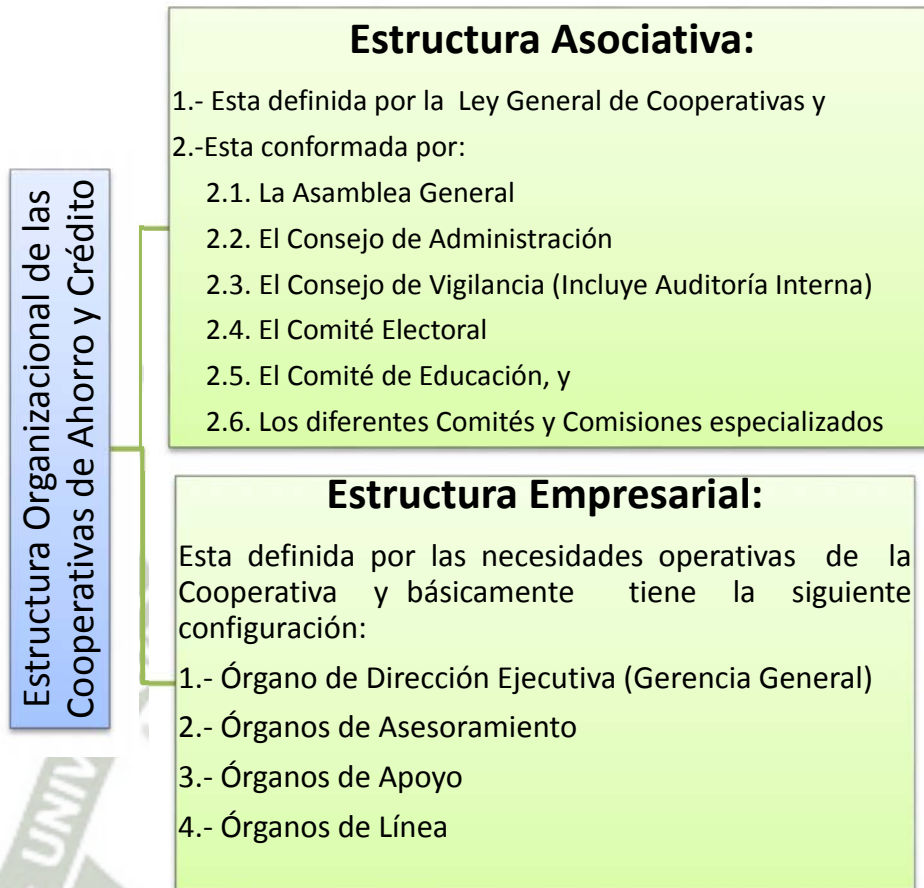 Estructura Organizacional de las
Cooperativas de Ahorro y Crédito
Estructura Asociativa:
1.- Esta definida por la Ley General de Cooperativas y
2.-Esta conformada por:
2.1. La Asamblea General
2.2. El Consejo de Administración
2.3. El Consejo de Vigilancia (Incluye Auditoría Interna)
2.4. El Comité Electoral
2.5. El Comité de Educación, y
2.6. Los diferentes Comités y Comisiones especializados
Estructura Empresarial:
Esta definida por las necesidades operativas de la
Cooperativa y básicamente tiene la siguiente
configuración:
1.- Órgano de Dirección Ejecutiva (Gerencia General)
2.- Órganos de Asesoramiento
3.- Órganos de Apoyo
4.- Órganos de Línea